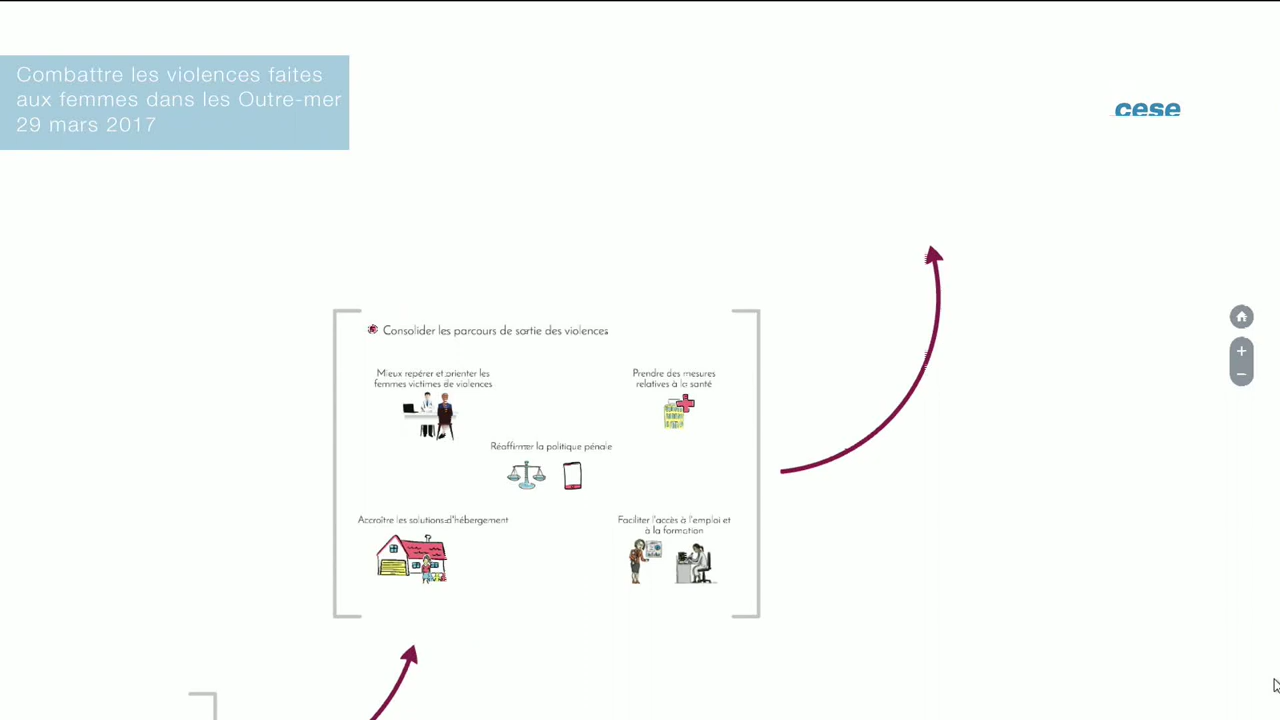 Combattre les violences faites
aux femmes dans les Outre-mer
29 mars 2017
cese
Consolider les parcours de sortie des violences
Mieux repérer et orienter les
femmes victimes de violences
Prendre des mesures
relatives à la santé
Réaffirmer la politique pénale
Accroître les solutions d'hébergement
Faciliter l'accès à l'emploi et
à la formation